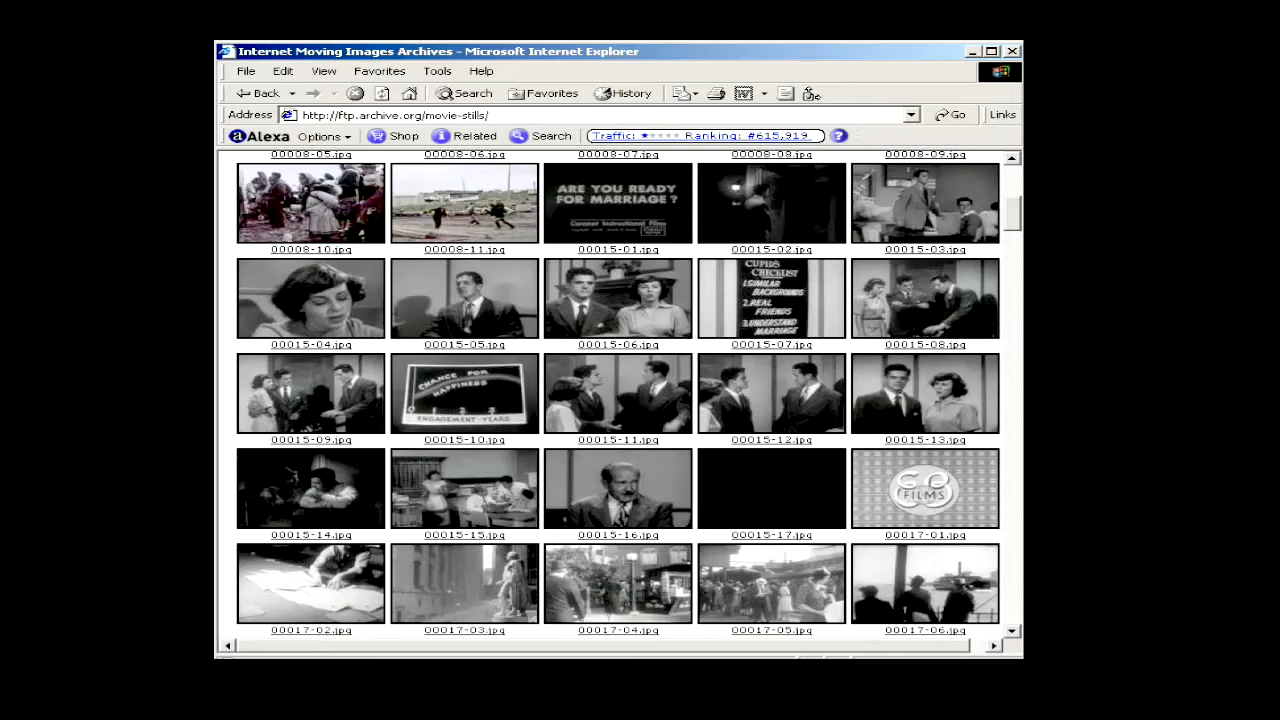 Internet Moving Images Archives - Microsoft Internet Explorer
File Edit View Favorites Tools Help
Back Search Favorites History
Address http://ftp.archive.org/movie-stills/ Go Links
Alexa Options Shop Related Search Traffic: Ranking: #615,919 ?
00008-05.jpg 00008-06.jpg 00008-07.jpg 00008-08.jpg 00008-09.jpg
ARE YOU READY
FOR MARRIAGE?
Coronet Instructional Films
00008-10.jpg 00008-11.jpg 00015-01.jpg 00015-02.jpg 00015-03.jpg
CUPID'S
CHECKLIST
1. SIMILAR
BACKGROUNDS
2. REAL
FRIENDS
3. UNDERSTAND
MARRIAGE
00015-04.jpg 00015-05.jpg 00015-06.jpg 00015-07.jpg 00015-08.jpg
CHANCE FOR
HAPPINESS
0 1 2 3
ENGAGEMENT-YEARS
00015-09.jpg 00015-10.jpg 00015-11.jpg 00015-12.jpg 00015-13.jpg
FILMS
00015-14.jpg 00015-15.jpg 00015-16.jpg 00015-17.jpg 00017-01.jpg
00017-02.jpg 00017-03.jpg 00017-04.jpg 00017-05.jpg 00017-06.jpg